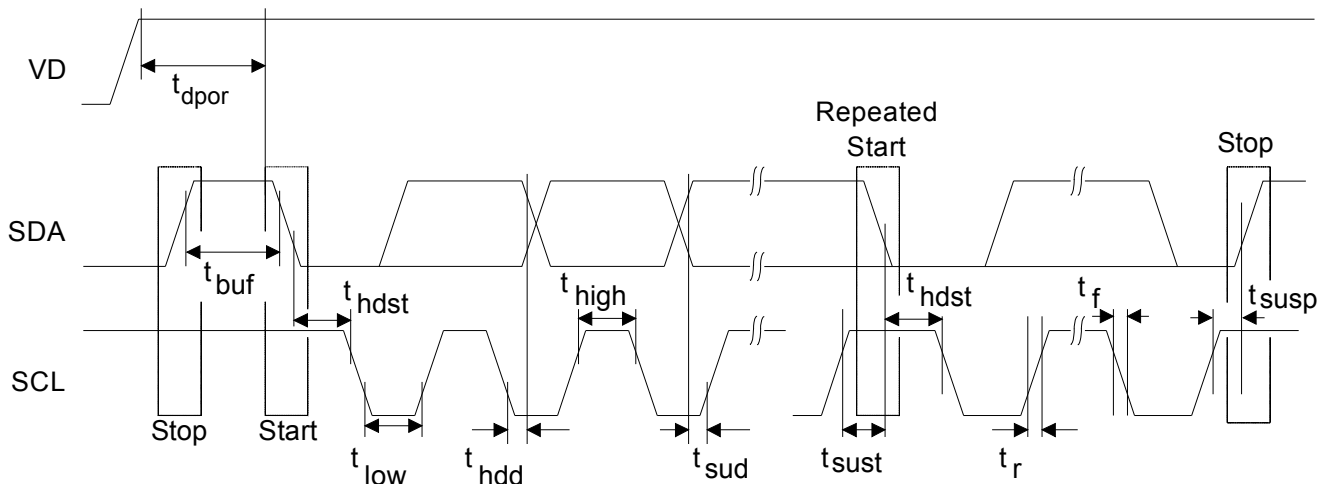 VD
t dpor
Repeated
Start
Stop
SDA
t buf
t hdst
t high
t hdst
t f
t susp
SCL
Stop
Start
t low
t hdd
t sud
t sust
t r